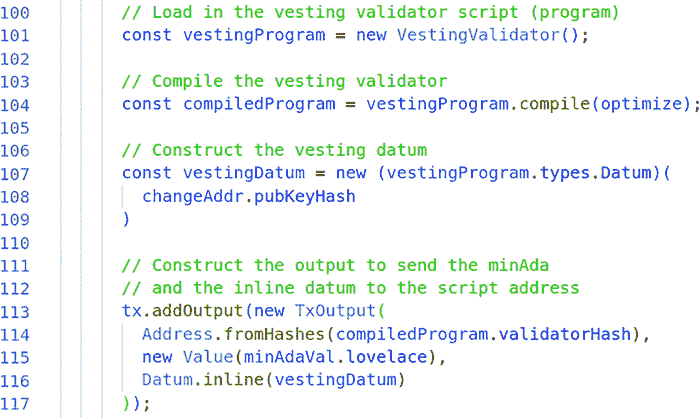 100 // Load in the vesting validator script (program)
101 const vestingProgram = new VestingValidator();
102
103 // Compile the vesting validator
104 const compiledProgram = vestingProgram.compile(optimize);
105
106 // Construct the vesting datum
107 const vestingDatum = new (vestingProgram.types.Datum)(
108 changeAddr.pubKeyHash
109 )
110
111 // Construct the output to send the minAda
112 // and the inline datum to the script address
113 tx.addOutput(new TxOutput(
114 Address.fromHashes(compiledProgram.validatorHash),
115 new Value(minAdaVal.lovelace),
116 Datum.inline(vestingDatum)
117 ));